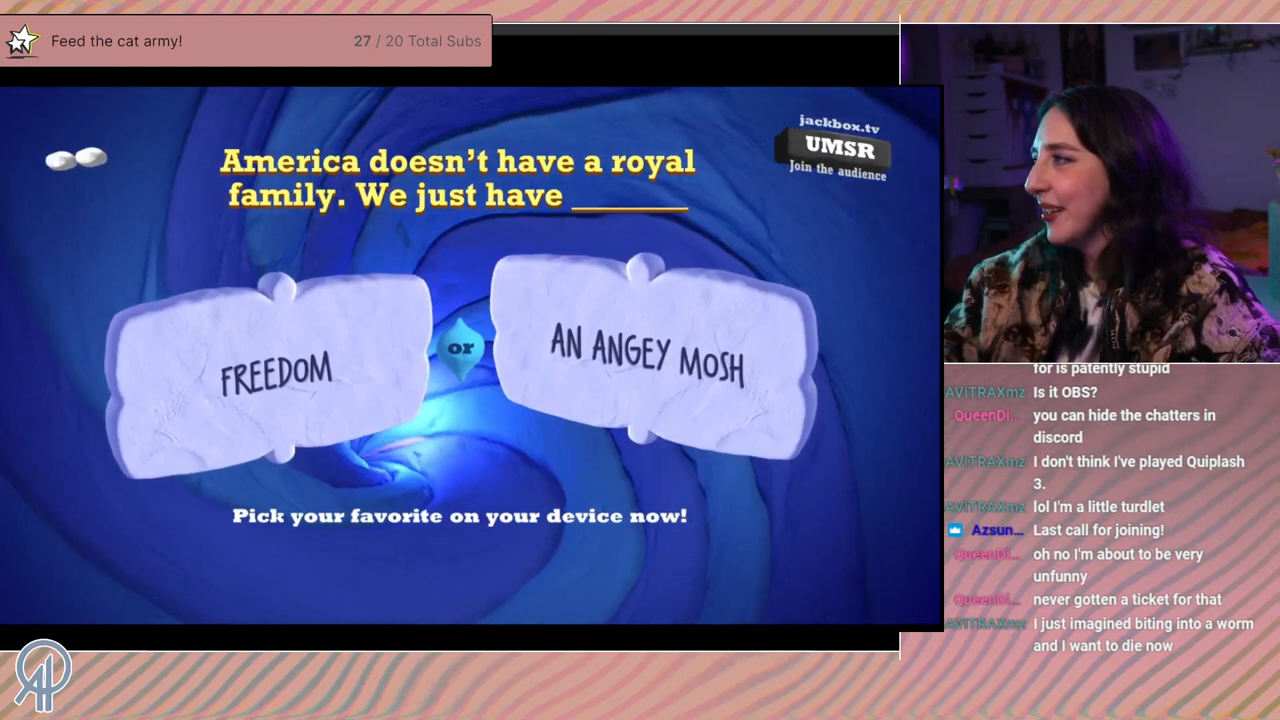 Feed the cat army!
27 / 20 Total Subs
jackbox.tv
UMSR
Join the audience
America doesn't have a royal
family. We just have ________
FREEDOM
or
AN ANGEY MOSH
Pick your favorite on your device now!
for is patently stupid
AVITRAXmz Is it OBS?
QueenDi... you can hide the chatters in
discord
AVITRAXmz I don't think I've played Quiplash
3.
AVITRAXmz lol I'm a little turdlet
Azsun... Last call for joining!
QueenDi... oh no I'm about to be very
unfunny
QueenDi... never gotten a ticket for that
AVITRAXmz I just imagined biting into a worm
and I want to die now